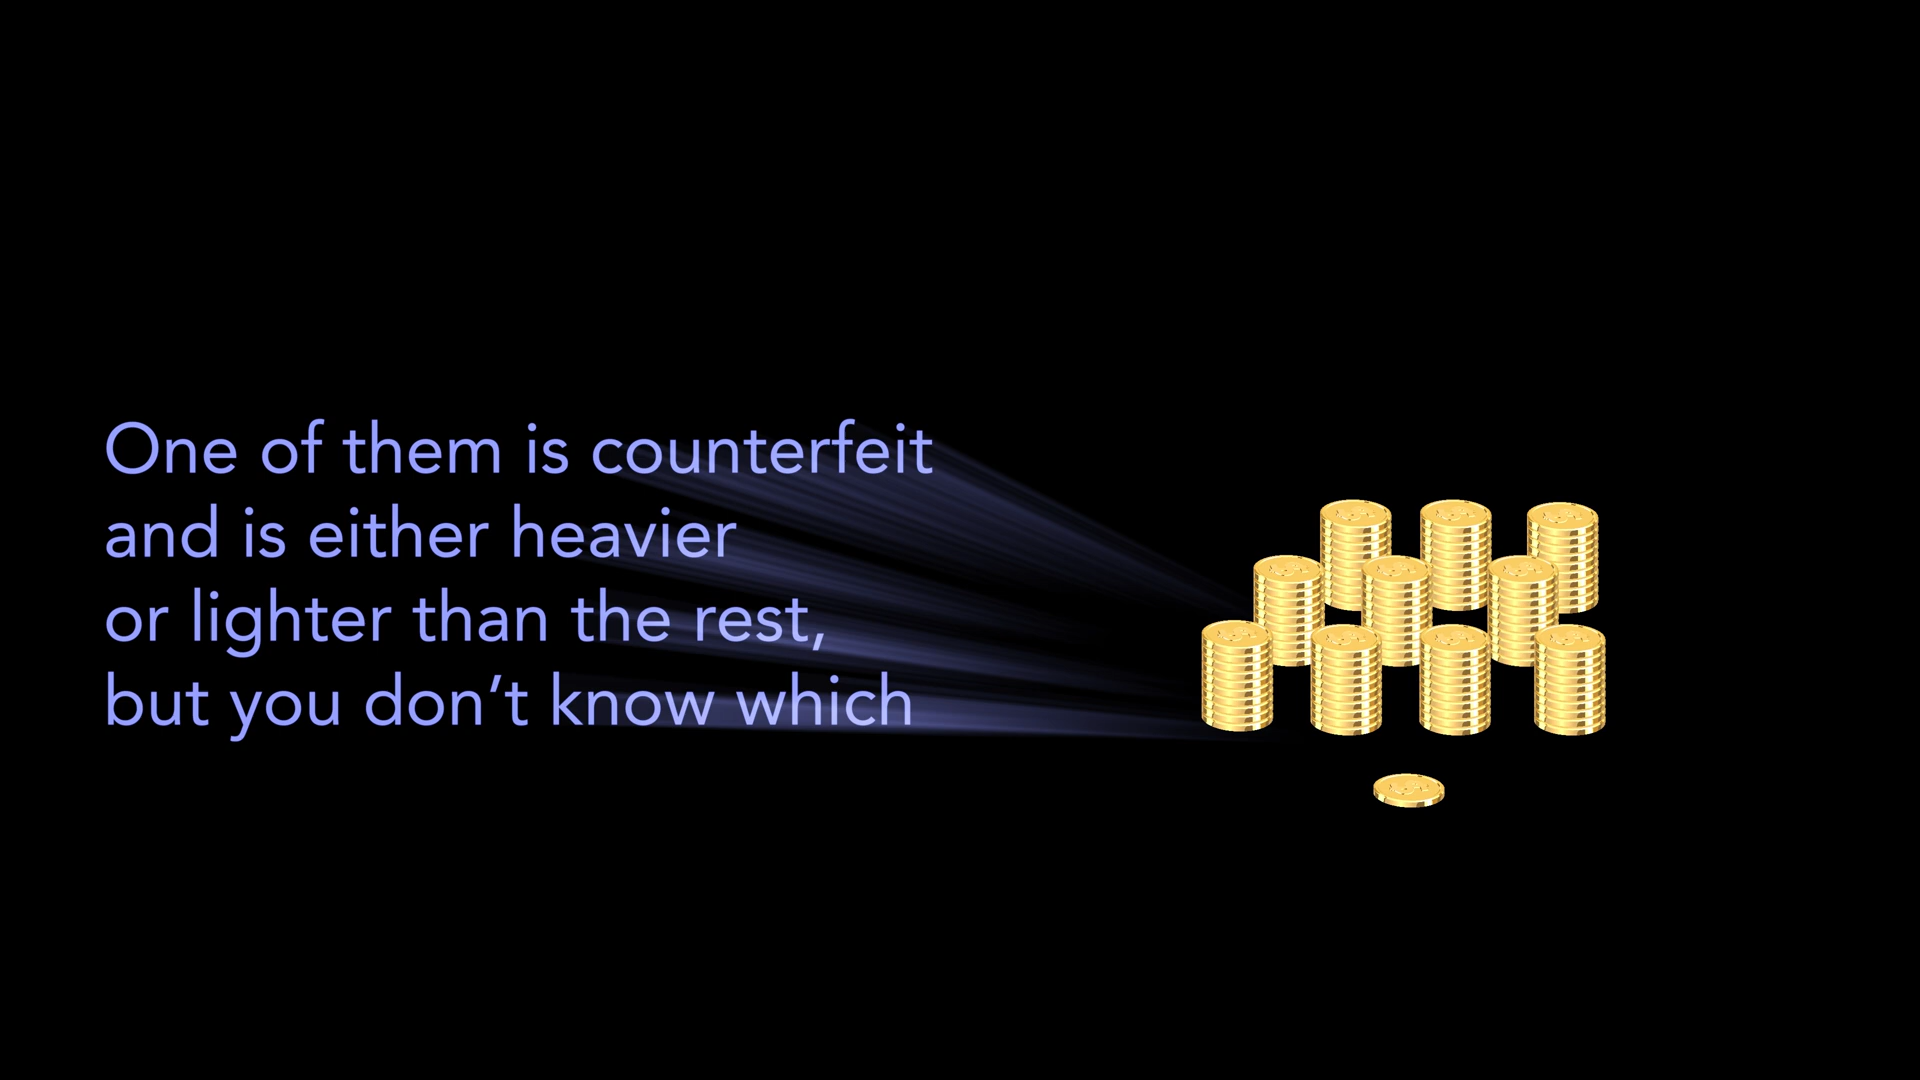 One of them is counterfeit
and is either heavier
or lighter than the rest,
but you don’t know which